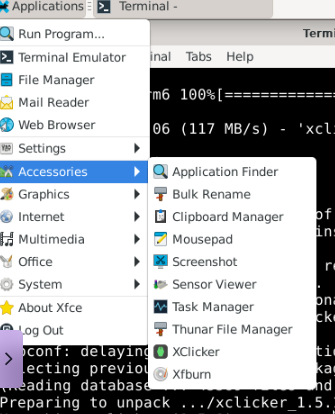 Applications Terminal -
Run Program... Termi
Terminal Emulator inal Tabs Help
File Manager
Mail Reader rm6 100%[============
Web Browser
Settings 06 (117 MB/s) - 'xcl
Accessories
Graphics
Internet
Multimedia
Office
System
About Xfce
Log Out
Application Finder
Bulk Rename
Clipboard Manager
Mousepad
Screenshot
Sensor Viewer
Task Manager
Thunar File Manager
XClicker
Xfburn
pconf: delaying
lecting previou
(Reading database
Preparing to unpack .../xclicker_1.5.